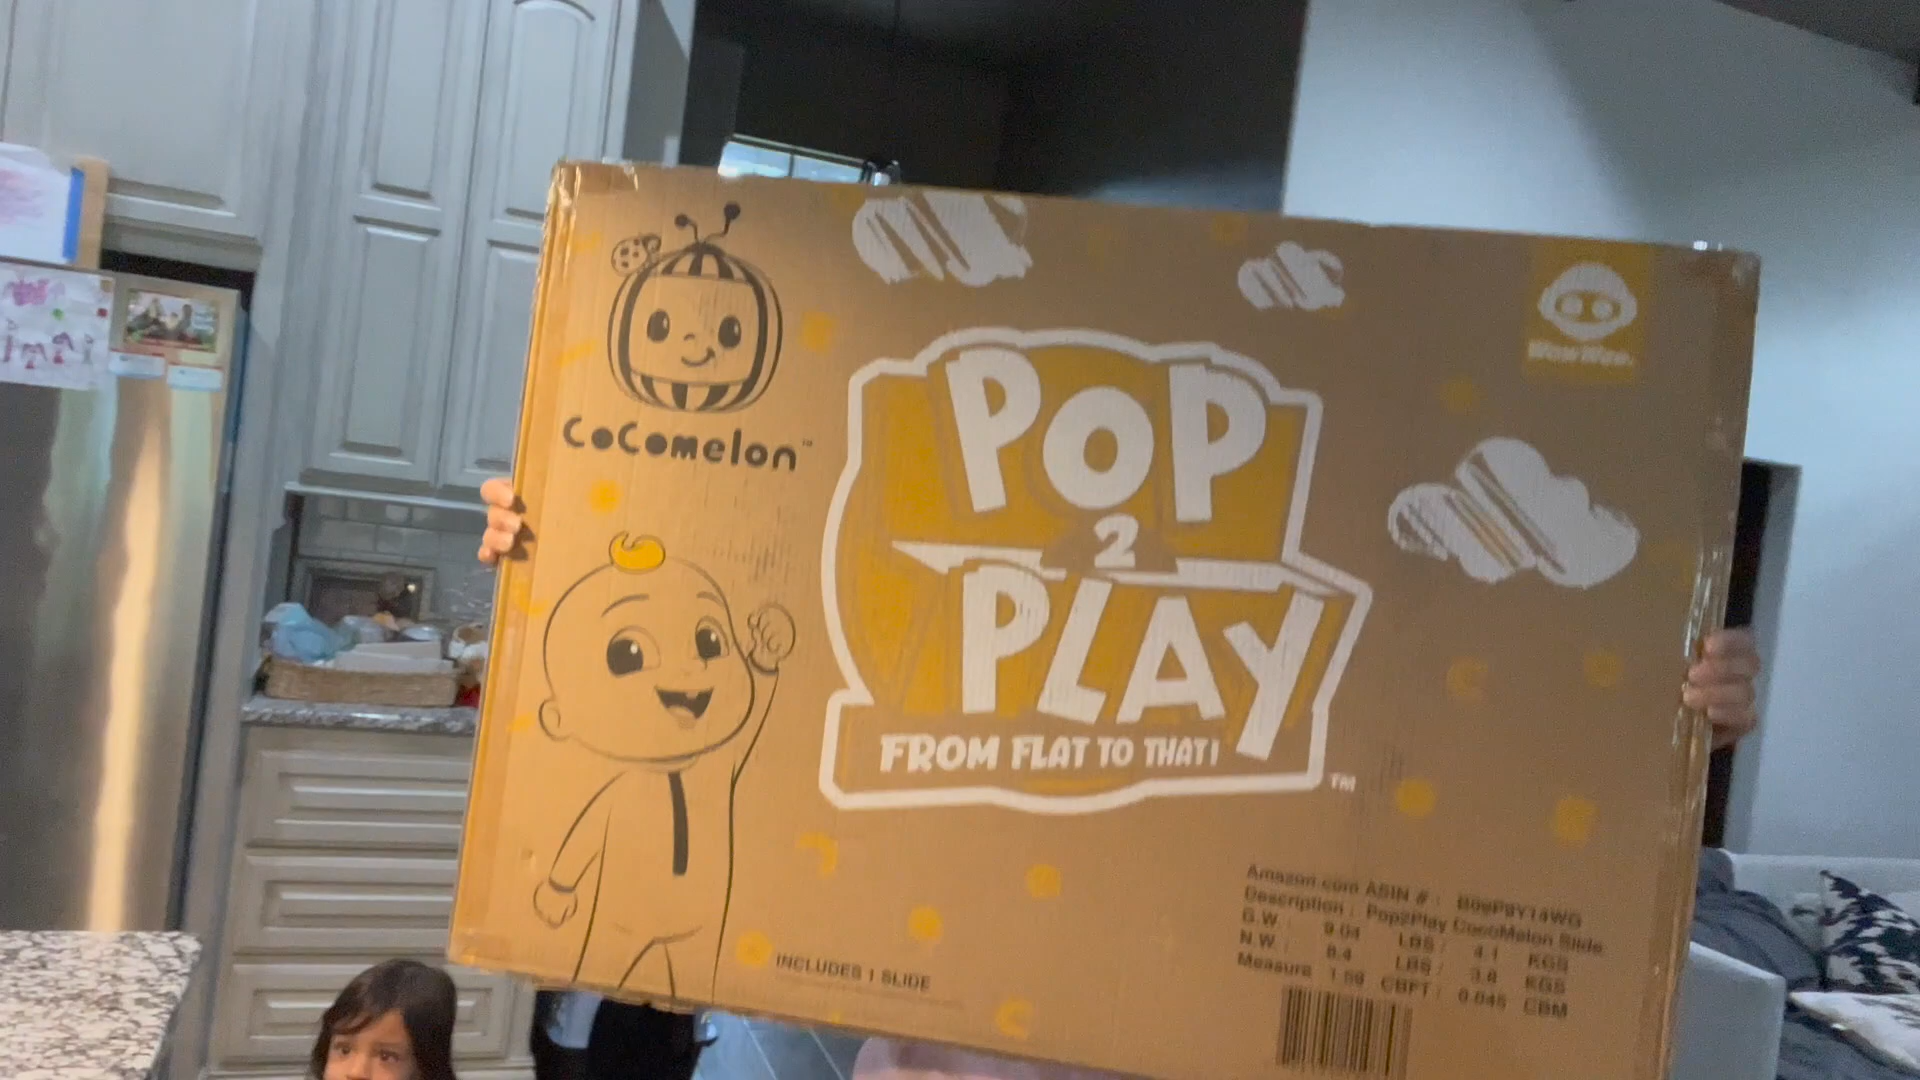 CoComelon™
WowWee.
POP
2
PLAY
FROM FLAT TO THAT!
TM
INCLUDES 1 SLIDE
Amazon.com ASIN # : B09P9Y14WG
Description : Pop2Play CocoMelon Slide
G.W. : 9.04 LBS / 4.1 KGS
N.W. : 8.4 LBS / 3.8 KGS
Measure 1.59 CBFT / 0.045 CBM